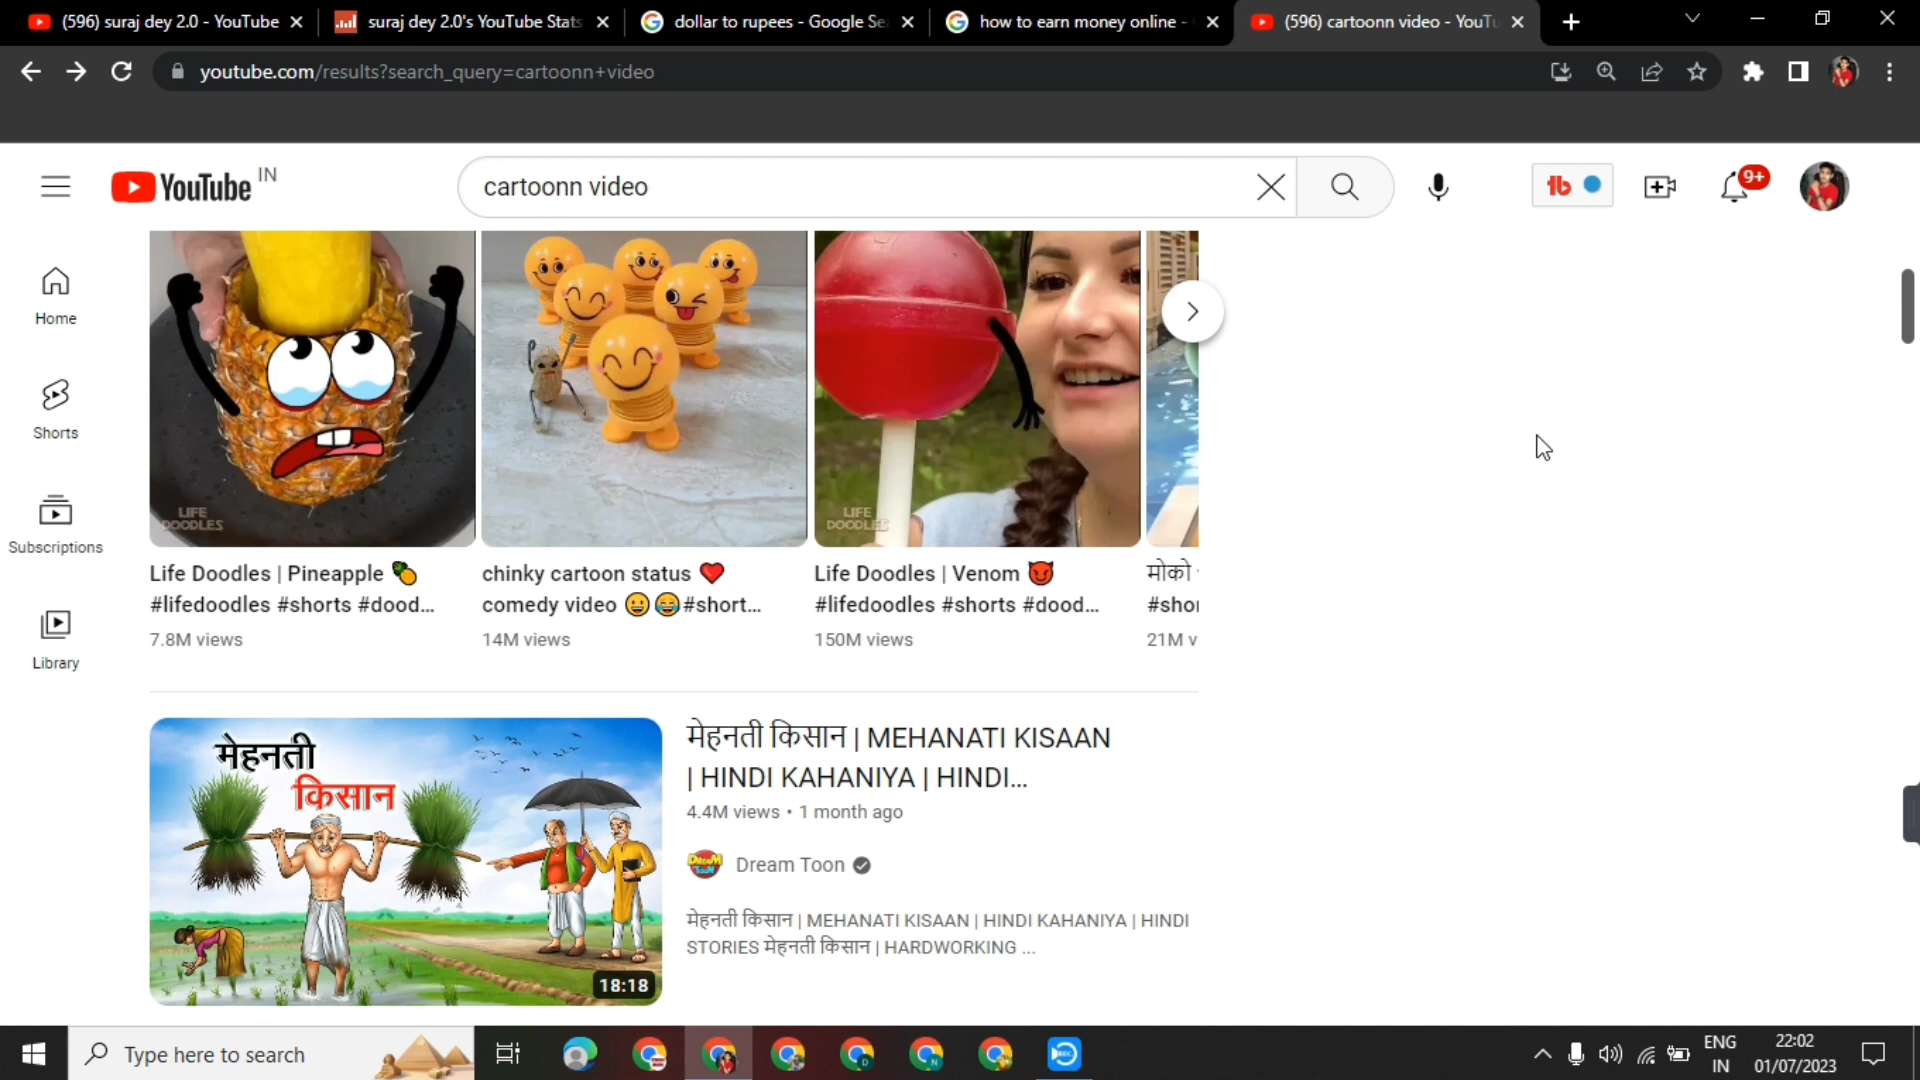 (596) suraj dey 2.0 - YouTube
suraj dey 2.0's YouTube Stats
dollar to rupees - Google Se
how to earn money online -
(596) cartoonn video - YouTu
youtube.com/results?search_query=cartoonn+video
YouTube IN
cartoonn video
9+
Home
Shorts
Subscriptions
Library
LIFE DOODLES
LIFE DOODLES
Life Doodles | Pineapple 🍍
#lifedoodles #shorts #dood...
7.8M views
chinky cartoon status ❤️
comedy video 😀😂#short...
14M views
Life Doodles | Venom 😈
#lifedoodles #shorts #dood...
150M views
मोको
#shor
21M v
मेहनती
किसान
18:18
मेहनती किसान | MEHANATI KISAAN
| HINDI KAHANIYA | HINDI...
4.4M views • 1 month ago
DREAM TOON
Dream Toon
मेहनती किसान | MEHANATI KISAAN | HINDI KAHANIYA | HINDI
STORIES मेहनती किसान | HARDWORKING ...
Type here to search
ENG
IN
22:02
01/07/2023